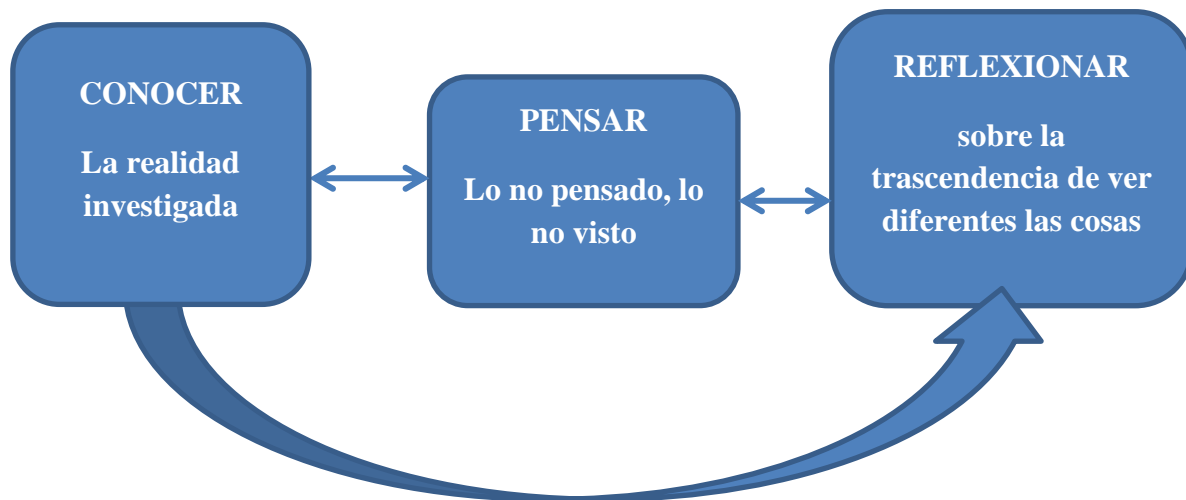 CONOCER
La realidad
investigada
PENSAR
Lo no pensado, lo
no visto
REFLEXIONAR
sobre la
trascendencia de ver
diferentes las cosas